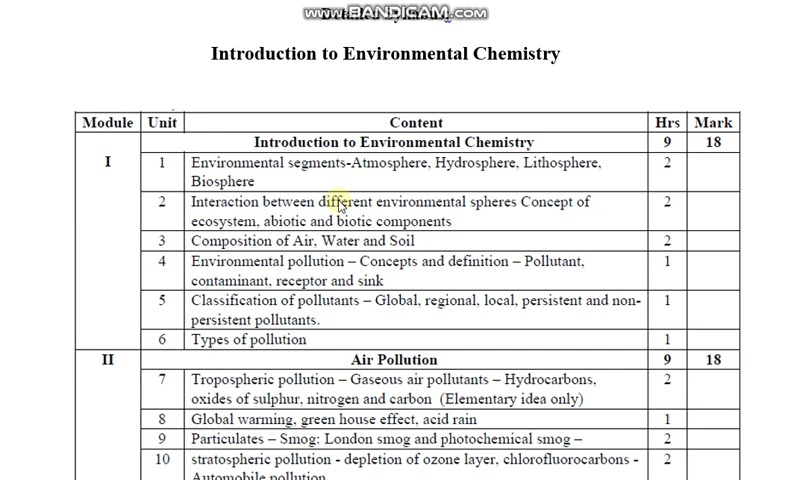 www.BANDICAM.com
Introduction to Environmental Chemistry
Module Unit Content Hrs Mark
Introduction to Environmental Chemistry 9 18
I 1 Environmental segments-Atmosphere, Hydrosphere, Lithosphere, 2
Biosphere
2 Interaction between different environmental spheres Concept of 2
ecosystem, abiotic and biotic components
3 Composition of Air, Water and Soil 2
4 Environmental pollution – Concepts and definition – Pollutant, 1
contaminant, receptor and sink
5 Classification of pollutants – Global, regional, local, persistent and non- 1
persistent pollutants.
6 Types of pollution 1
II Air Pollution 9 18
7 Tropospheric pollution – Gaseous air pollutants – Hydrocarbons, 2
oxides of sulphur, nitrogen and carbon (Elementary idea only)
8 Global warming, green house effect, acid rain 1
9 Particulates – Smog: London smog and photochemical smog – 2
10 stratospheric pollution - depletion of ozone layer, chlorofluorocarbons - 2
Automobile pollution